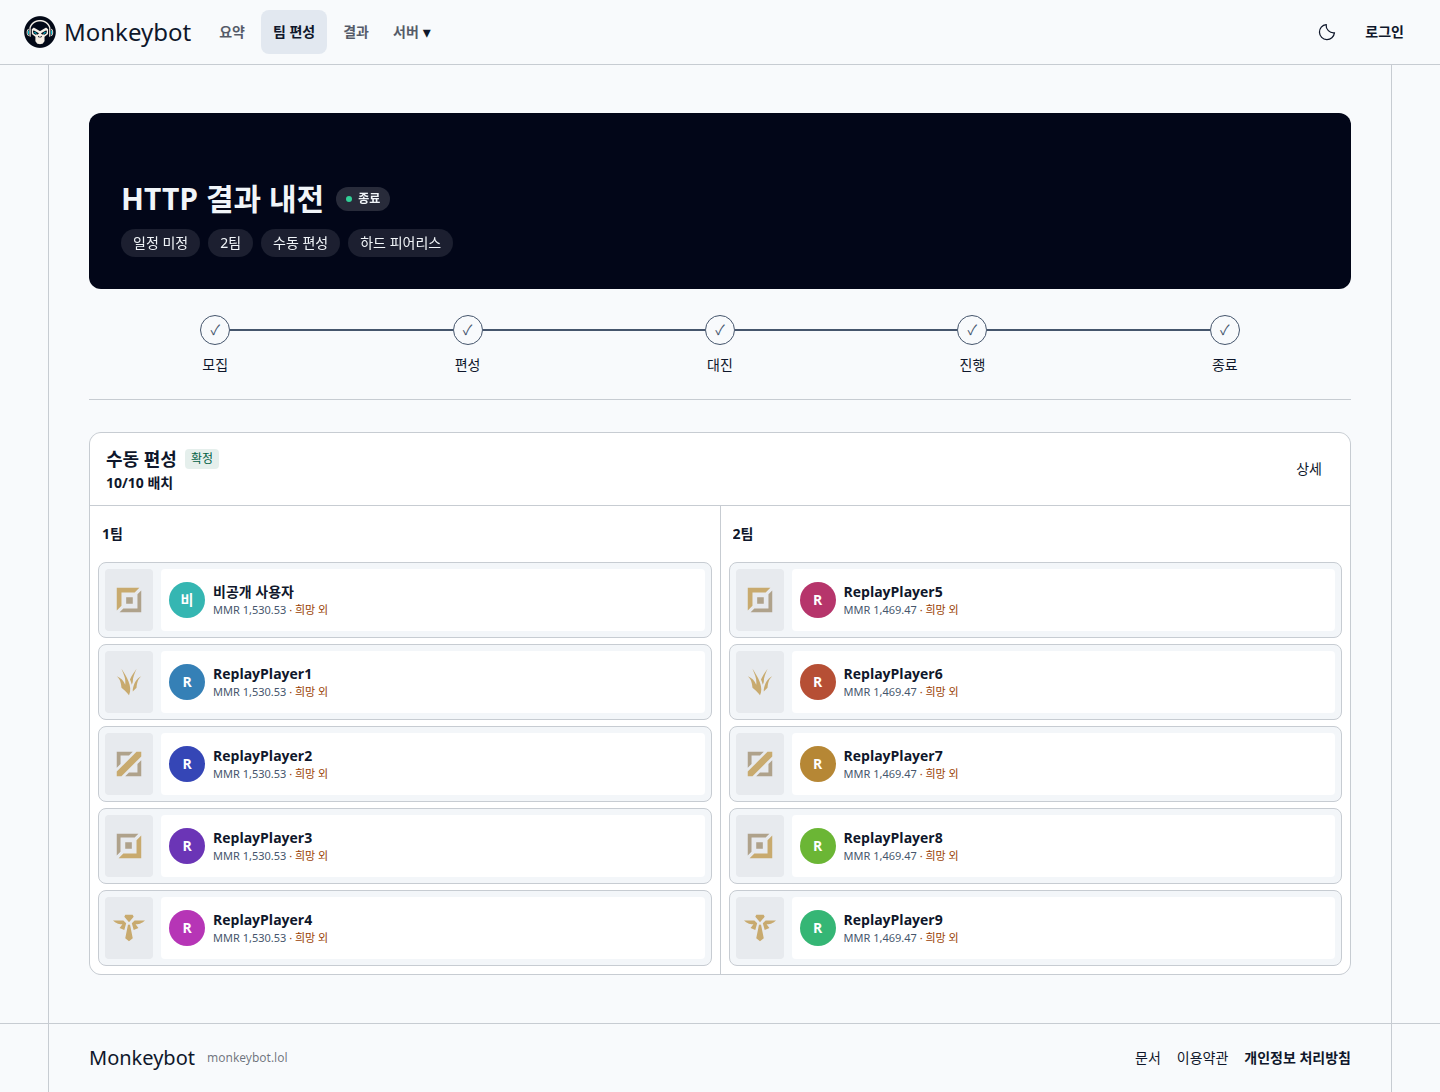 Monkeybot 요약 팀 편성 결과 서버 ▼ 로그인
HTTP 결과 내전 종료
일정 미정 2팀 수동 편성 하드 피어리스
모집 편성 대진 진행 종료
수동 편성 확정
10/10 배치
상세
1팀
비
비공개 사용자
MMR 1,530.53 · 희망 외
R
ReplayPlayer1
MMR 1,530.53 · 희망 외
R
ReplayPlayer2
MMR 1,530.53 · 희망 외
R
ReplayPlayer3
MMR 1,530.53 · 희망 외
R
ReplayPlayer4
MMR 1,530.53 · 희망 외
2팀
R
ReplayPlayer5
MMR 1,469.47 · 희망 외
R
ReplayPlayer6
MMR 1,469.47 · 희망 외
R
ReplayPlayer7
MMR 1,469.47 · 희망 외
R
ReplayPlayer8
MMR 1,469.47 · 희망 외
R
ReplayPlayer9
MMR 1,469.47 · 희망 외
Monkeybot monkeybot.lol 문서 이용약관 개인정보 처리방침